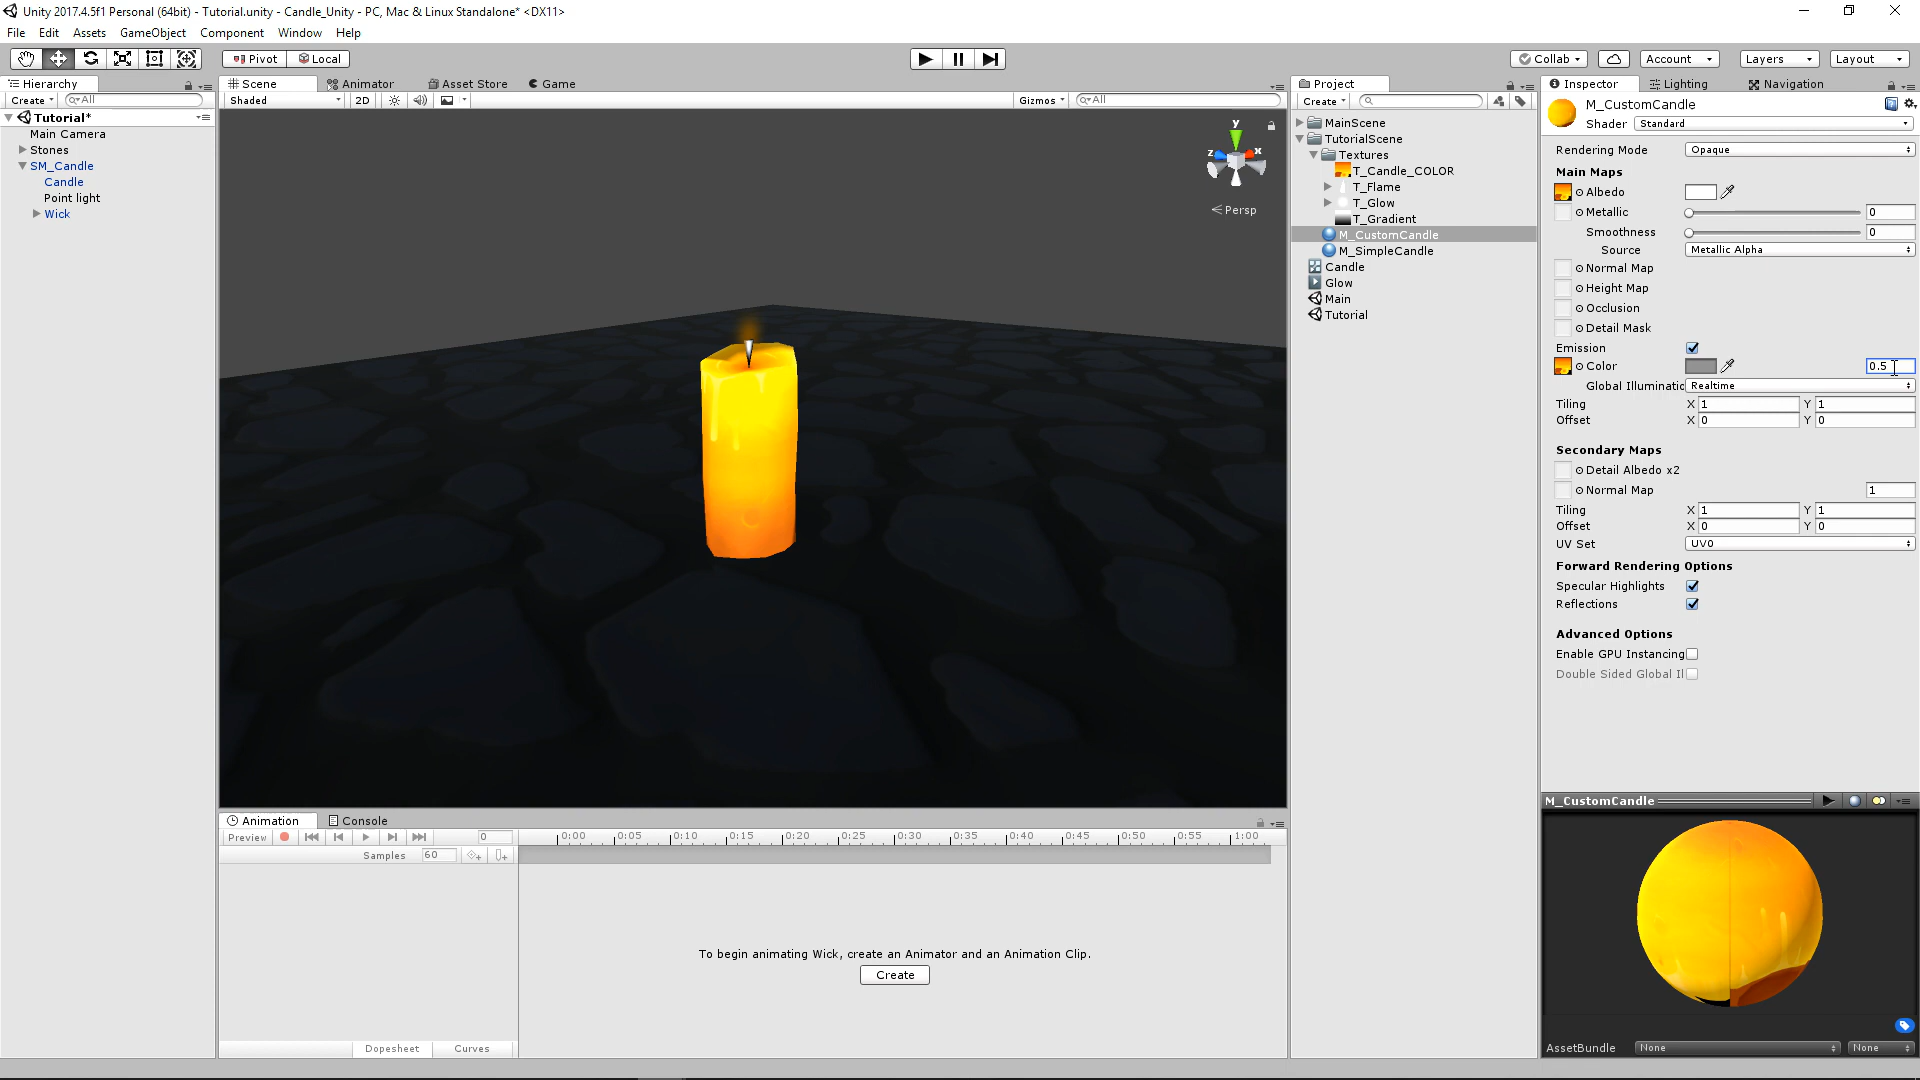 Unity 2017.4.5f1 Personal (64bit) - Tutorial.unity - Candle_Unity - PC, Mac & Linux Standalone* <DX11>
File Edit Assets GameObject Component Window Help
Pivot Local Collab Account Layers Layout
Hierarchy
Create All
Tutorial*
Main Camera
Stones
SM_Candle
Candle
Point light
Wick
Scene Animator Asset Store Game
Shaded 2D Gizmos All
y
z x
Persp
Animation Console
Preview 0 0:00 0:05 0:10 0:15 0:20 0:25 0:30 0:35 0:40 0:45 0:50 0:55 1:00
Samples 60
To begin animating Wick, create an Animator and an Animation Clip.
Create
Dopesheet Curves
Project
Create
MainScene
TutorialScene
Textures
T_Candle_COLOR
T_Flame
T_Glow
T_Gradient
M_CustomCandle
M_SimpleCandle
Candle
Glow
Main
Tutorial
Inspector Lighting Navigation
M_CustomCandle
Shader Standard
Rendering Mode Opaque
Main Maps
Albedo
Metallic 0
Smoothness 0
Source Metallic Alpha
Normal Map
Height Map
Occlusion
Detail Mask
Emission
Color 0.5
Global Illuminatic Realtime
Tiling X 1 Y 1
Offset X 0 Y 0
Secondary Maps
Detail Albedo x2
Normal Map 1
Tiling X 1 Y 1
Offset X 0 Y 0
UV Set UV0
Forward Rendering Options
Specular Highlights
Reflections
Advanced Options
Enable GPU Instancing
Double Sided Global Il
M_CustomCandle
AssetBundle None None